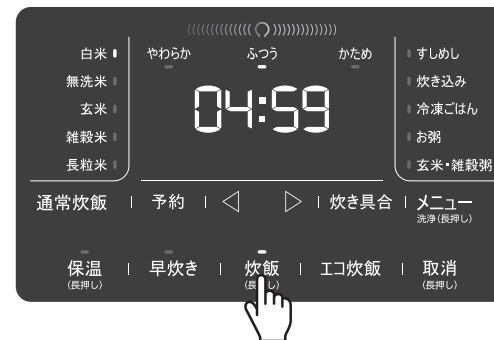 白米
無洗米
玄米
雑穀米
長粒米
やわらか ふつう かため
04:59
すしめし
炊き込み
冷凍ごはん
お粥
玄米・雑穀粥
通常炊飯 予約 炊き具合 メニュー
洗浄(長押し)
保温 早炊き 炊飯 エコ炊飯 取消
(長押し) (長押し)